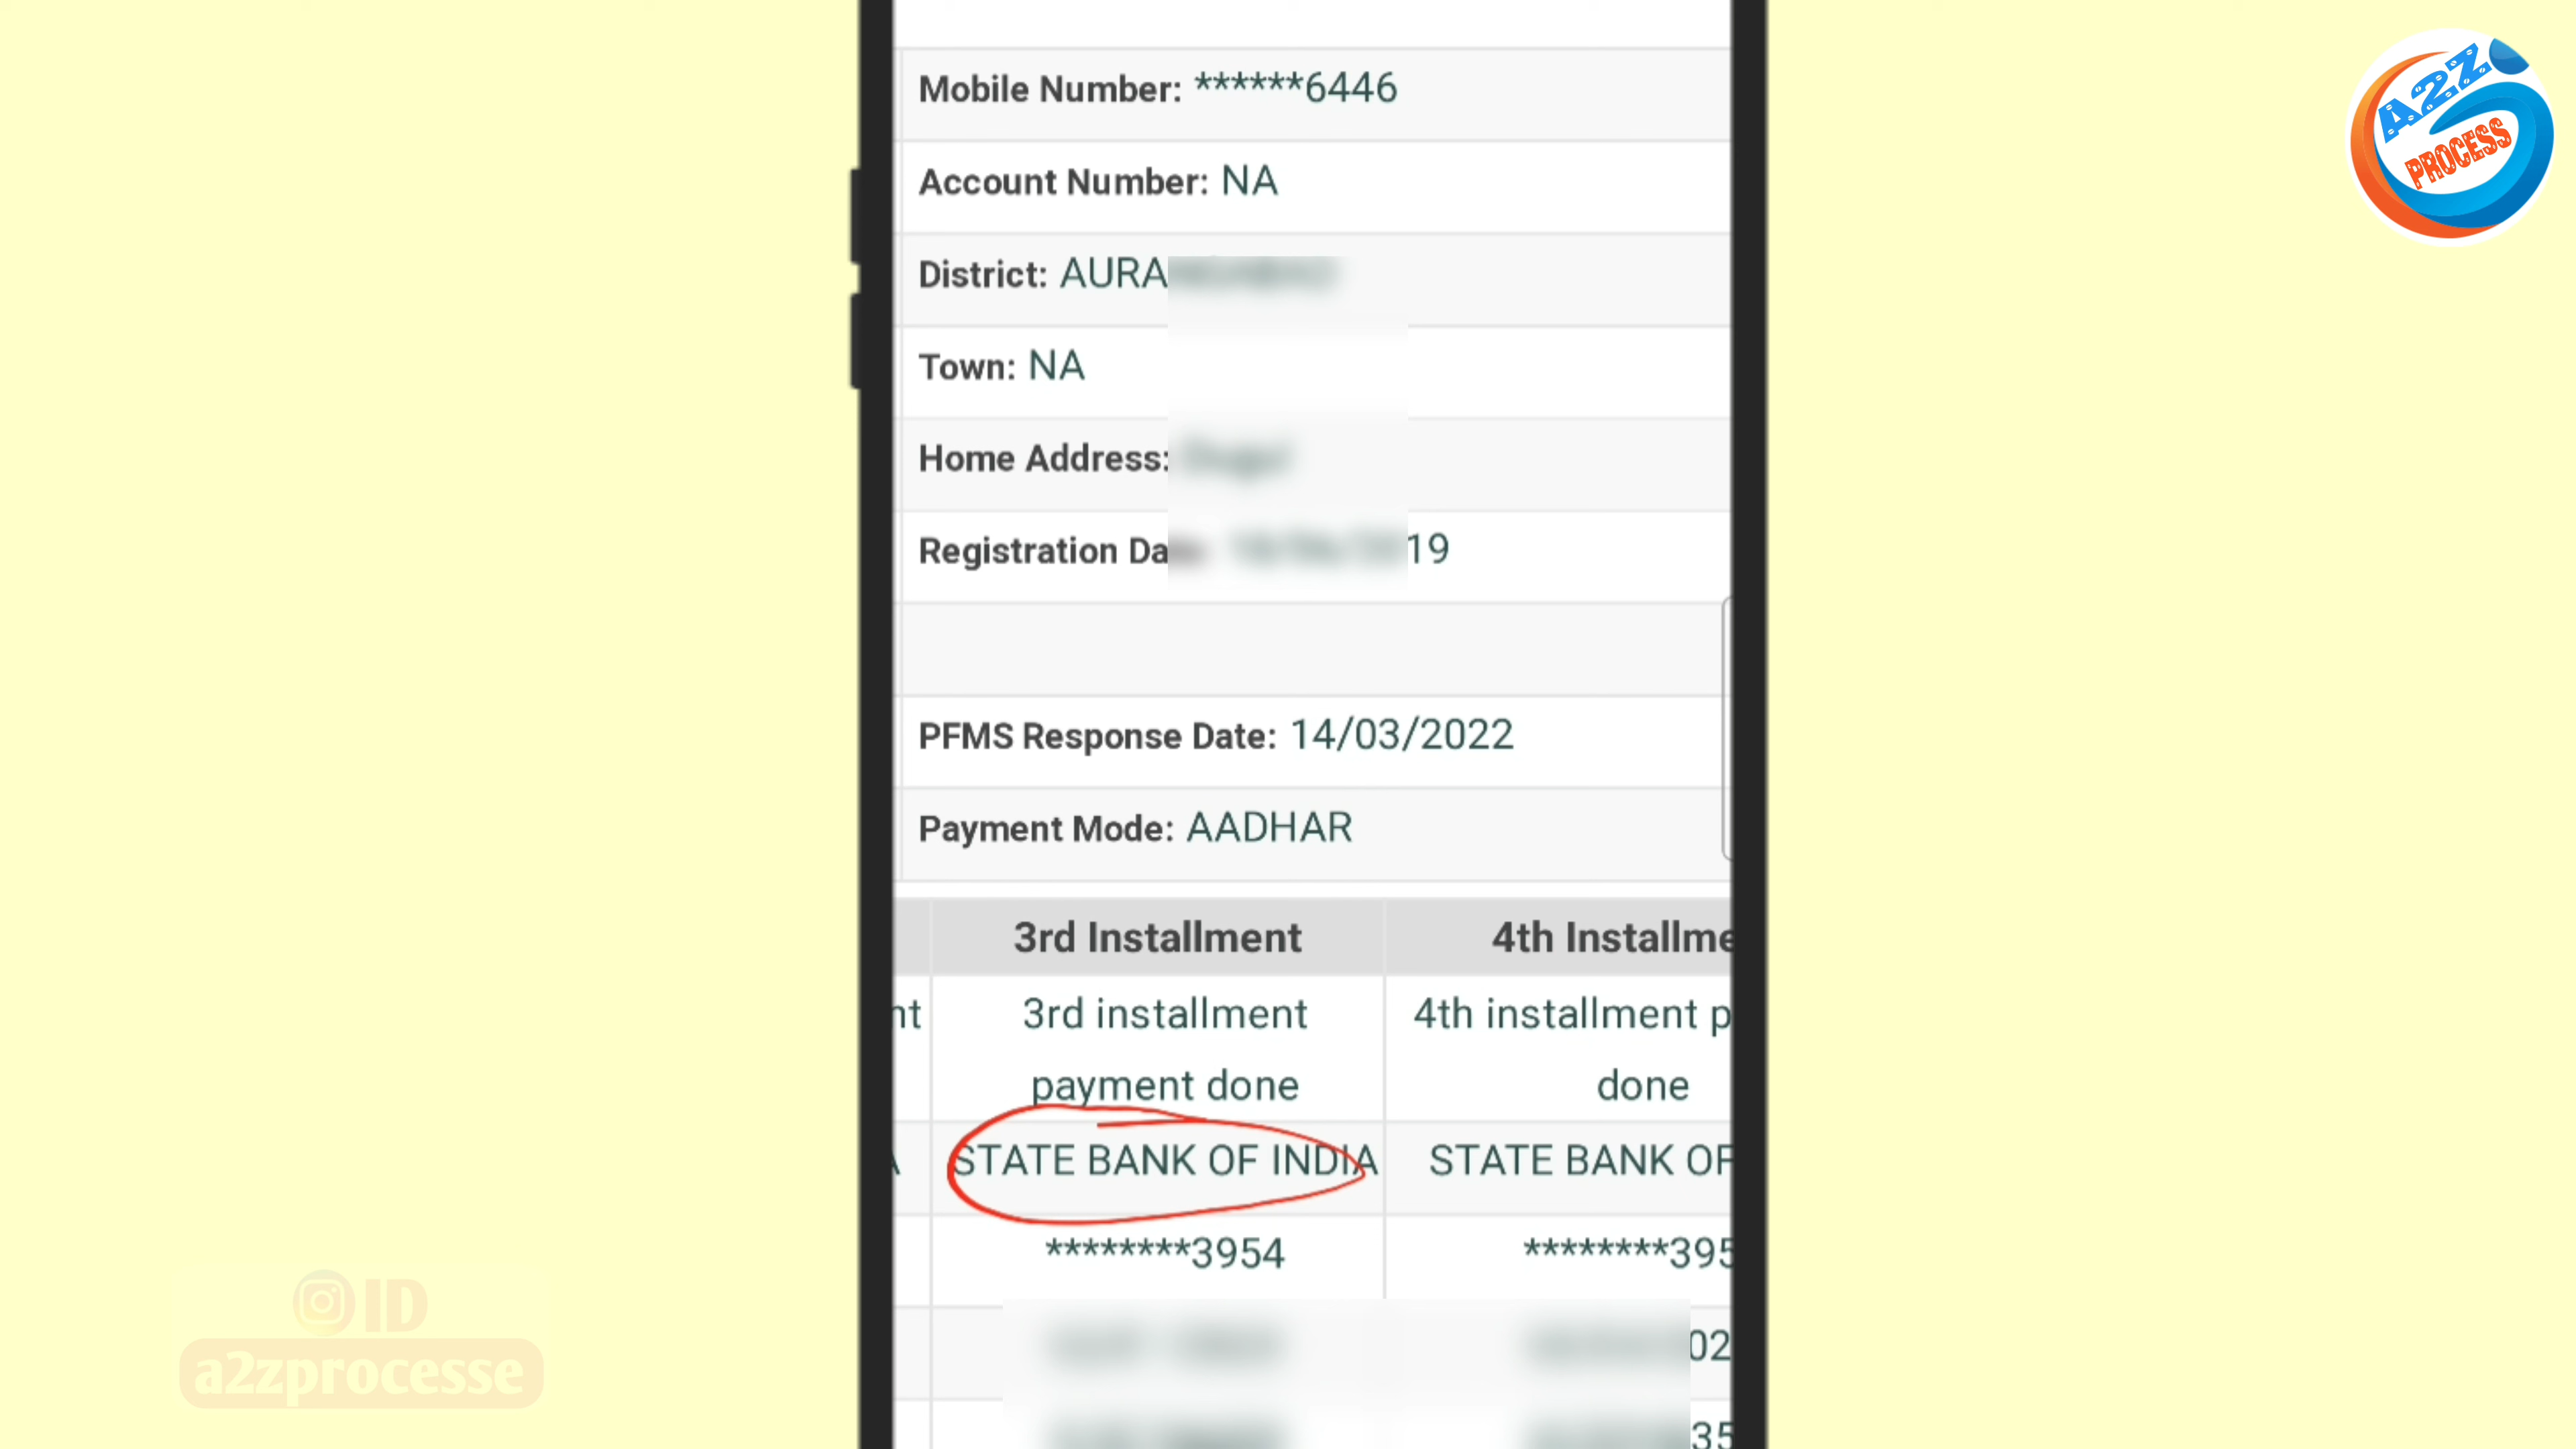 A2Z
PROCESS
Mobile Number: ******6446
Account Number: NA
District: AURA
Town: NA
Home Address:
Registration Da 19
PFMS Response Date: 14/03/2022
Payment Mode: AADHAR
3rd Installment 4th Installme
nt 3rd installment 4th installment p
payment done done
A STATE BANK OF INDIA STATE BANK OF
********3954 ********395
02
35
ID
a2zprocesse